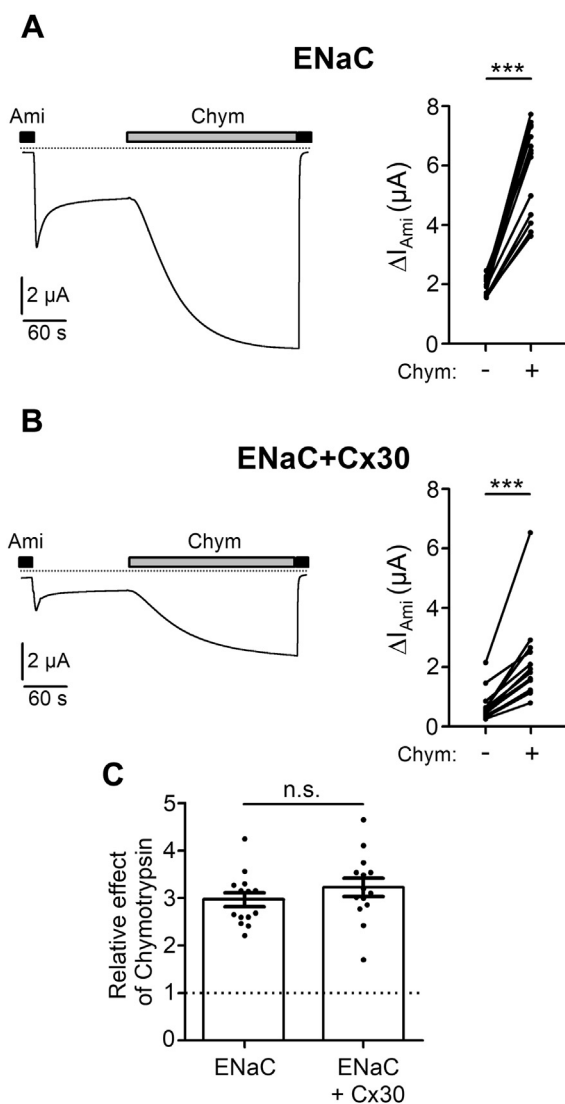 A
ENaC
Ami
Chym
2 µA
60 s
***
ΔI_Ami (µA)
8
6
4
2
0
Chym: - +
B
ENaC+Cx30
Ami
Chym
2 µA
60 s
***
ΔI_Ami (µA)
8
6
4
2
0
Chym: - +
C
n.s.
Relative effect
of Chymotrypsin
5
4
3
2
1
0
ENaC
ENaC
+ Cx30